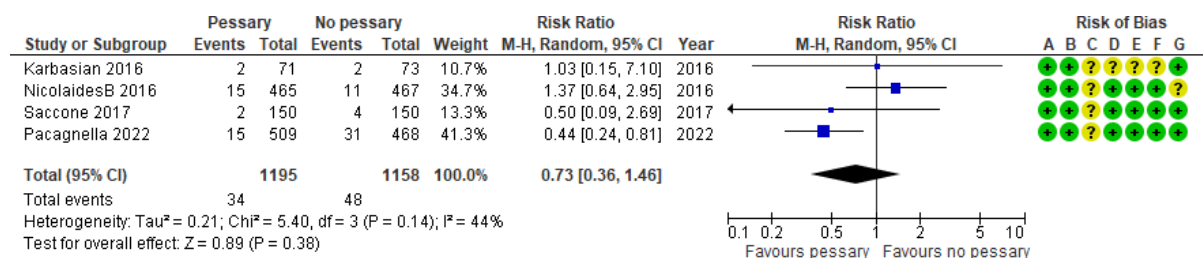 Pessary No pessary Risk Ratio Risk Ratio Risk of Bias
Study or Subgroup Events Total Events Total Weight M-H, Random, 95% CI Year M-H, Random, 95% CI A B C D E F G
Karbasian 2016 2 71 2 73 10.7% 1.03 [0.15, 7.10] 2016 + + ? ? ? ? +
NicolaidesB 2016 15 465 11 467 34.7% 1.37 [0.64, 2.95] 2016 + + ? + + + ?
Saccone 2017 2 150 4 150 13.3% 0.50 [0.09, 2.69] 2017 + + ? + + + +
Pacagnella 2022 15 509 31 468 41.3% 0.44 [0.24, 0.81] 2022 + + ? + + + +
Total (95% CI) 1195 1158 100.0% 0.73 [0.36, 1.46]
Total events 34 48
Heterogeneity: Tau² = 0.21; Chi² = 5.40, df = 3 (P = 0.14); I² = 44%
Test for overall effect: Z = 0.89 (P = 0.38)
0.1 0.2 0.5 1 2 5 10
Favours pessary Favours no pessary